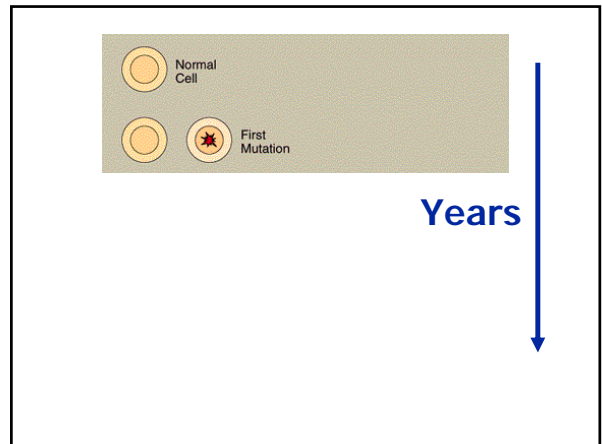 Normal
Cell
First
Mutation
Years